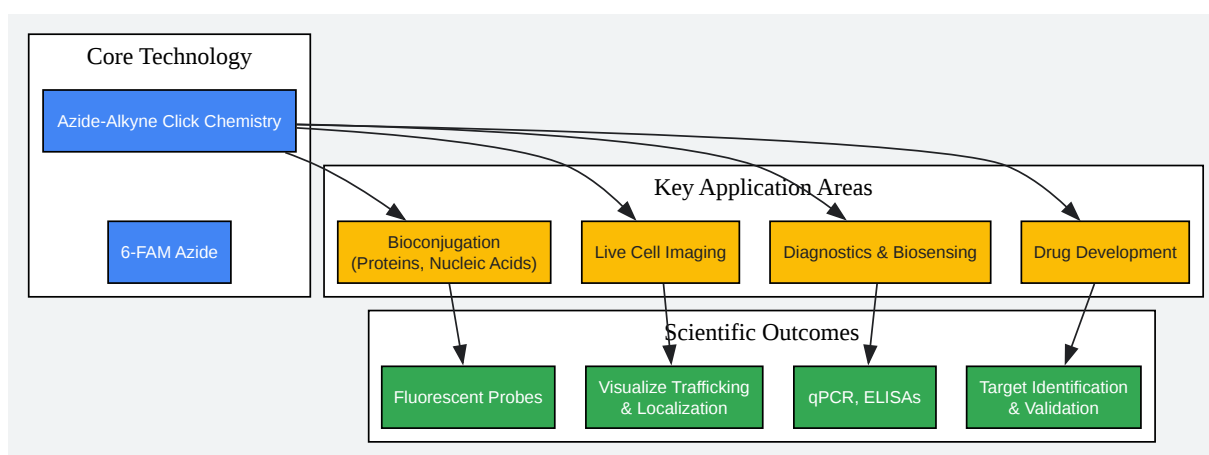 Core Technology
Azide-Alkyne Click Chemistry
6-FAM Azide
Key Application Areas
Bioconjugation
(Proteins, Nucleic Acids)
Live Cell Imaging
Diagnostics & Biosensing
Drug Development
Scientific Outcomes
Fluorescent Probes
Visualize Trafficking
& Localization
qPCR, ELISAs
Target Identification
& Validation